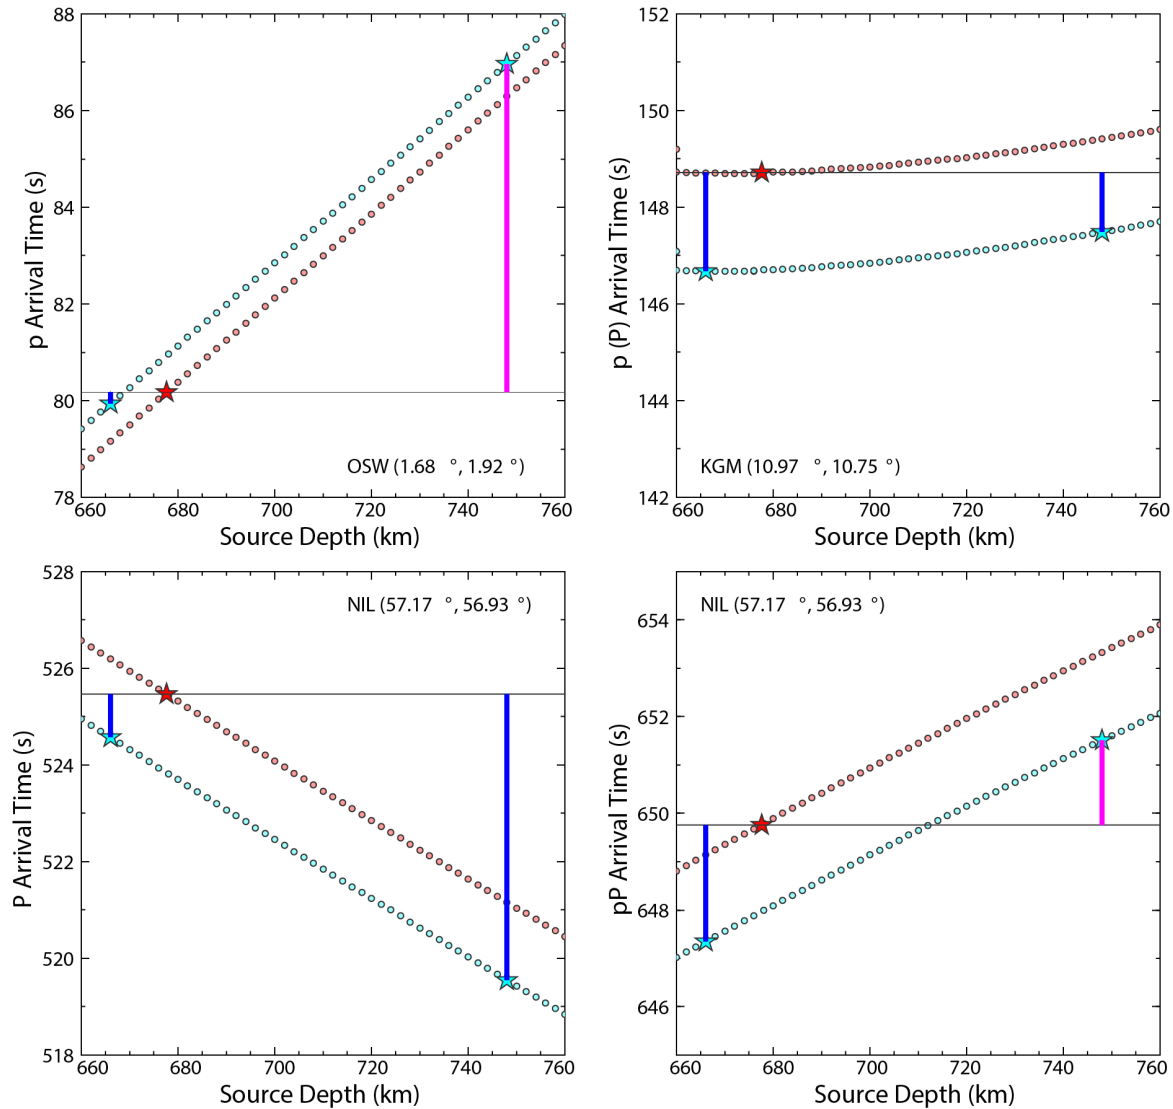 88
86
84
82
80
78
p Arrival Time (s)
OSW (1.68 °, 1.92 °)
660 680 700 720 740 760
Source Depth (km)
152
150
148
146
144
142
p (P) Arrival Time (s)
KGM (10.97 °, 10.75 °)
660 680 700 720 740 760
Source Depth (km)
528
526
524
522
520
518
P Arrival Time (s)
NIL (57.17 °, 56.93 °)
660 680 700 720 740 760
Source Depth (km)
654
652
650
648
646
pP Arrival Time (s)
NIL (57.17 °, 56.93 °)
660 680 700 720 740 760
Source Depth (km)